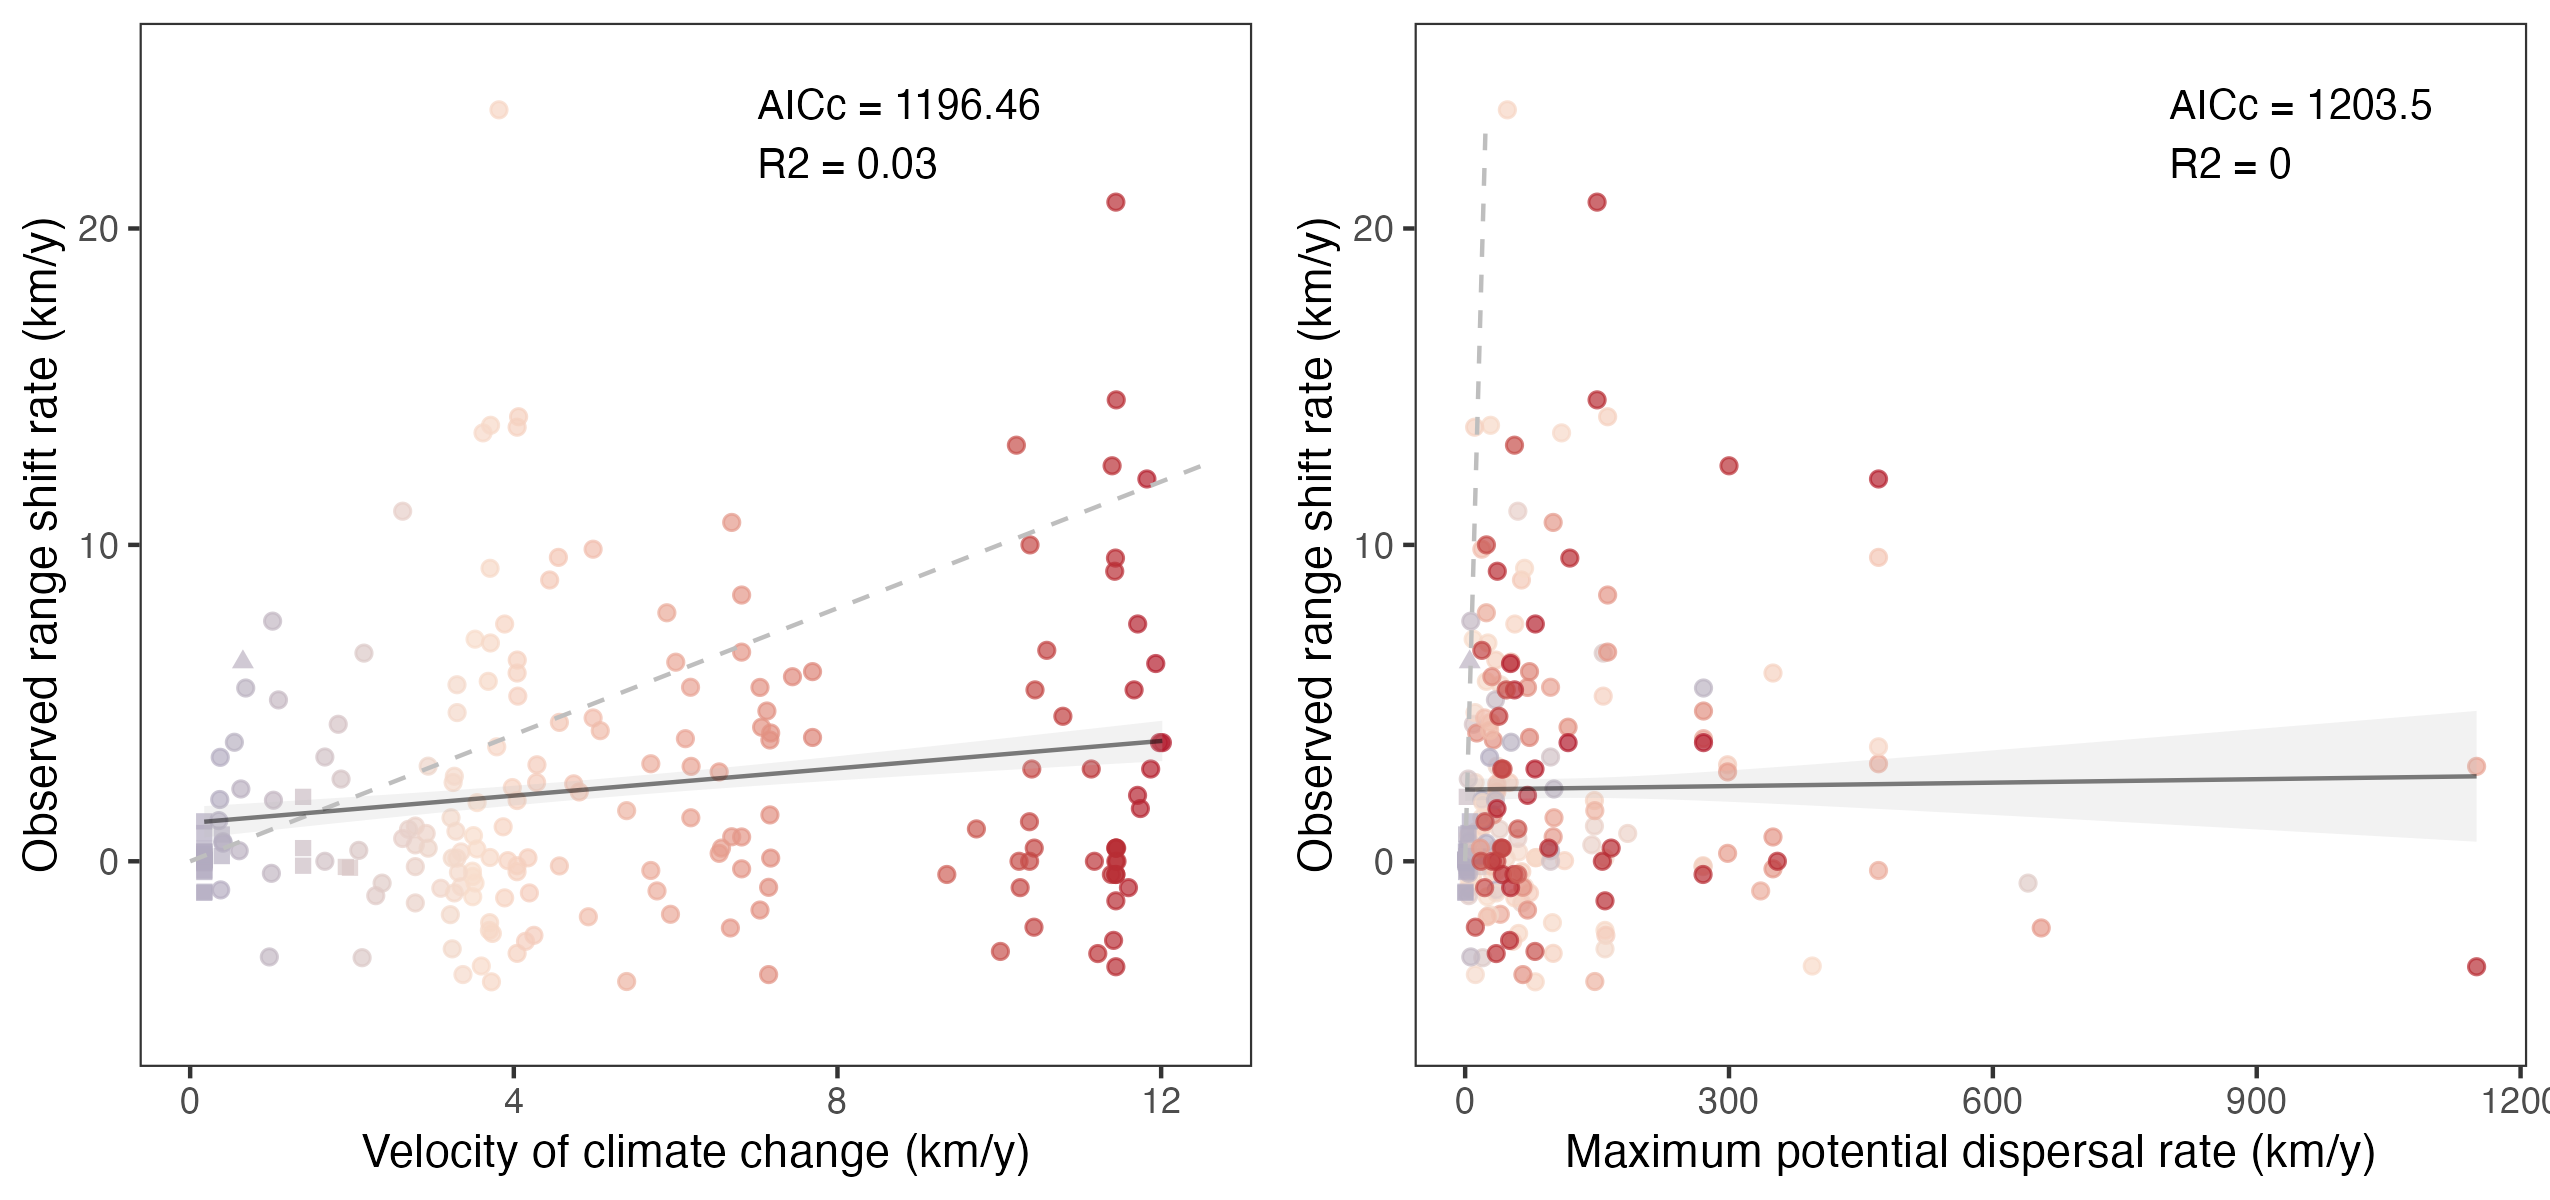 AICc = 1196.46
R2 = 0.03
Observed range shift rate (km/y)
20
10
0
0 4 8 12
Velocity of climate change (km/y)
AICc = 1203.5
R2 = 0
Observed range shift rate (km/y)
20
10
0
0 300 600 900 1200
Maximum potential dispersal rate (km/y)